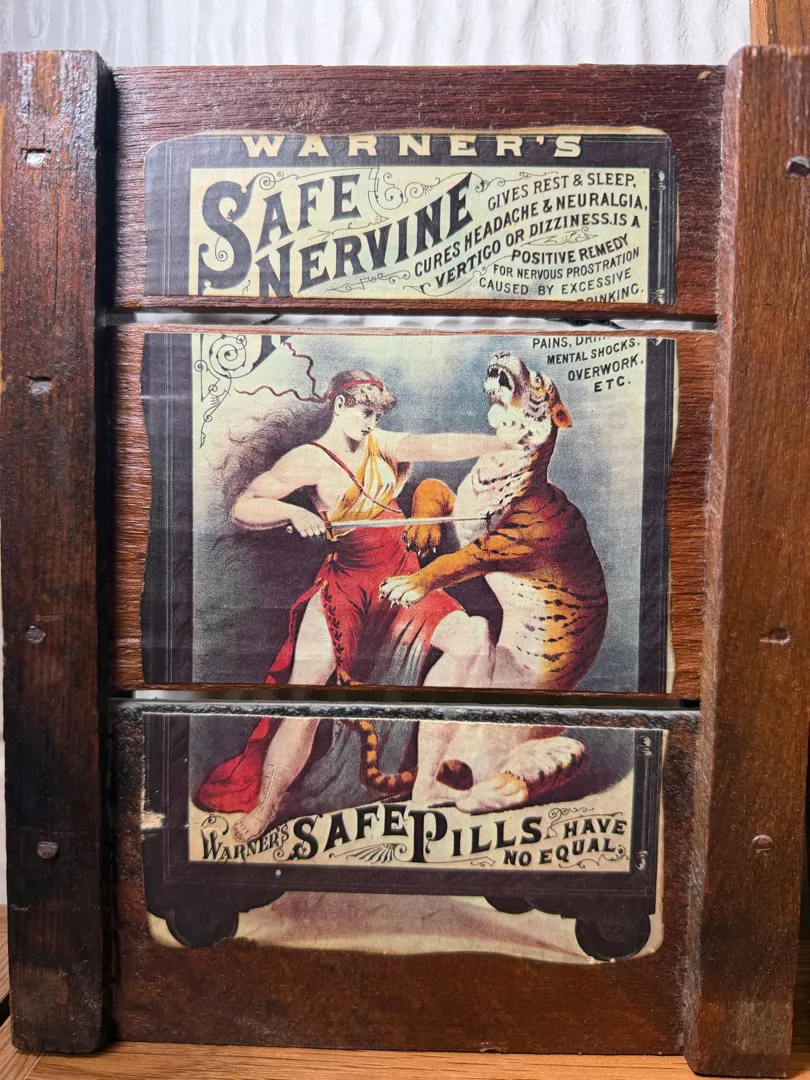 WARNER'S
SAFE
NERVINE
GIVES REST & SLEEP,
CURES HEADACHE & NEURALGIA,
VERTIGO OR DIZZINESS.IS A
POSITIVE REMEDY
FOR NERVOUS PROSTRATION
CAUSED BY EXCESSIVE
PAINS,
MENTAL SHOCKS,
OVERWORK,
ETC.
WARNER'S SAFE PILLS HAVE
NO EQUAL.